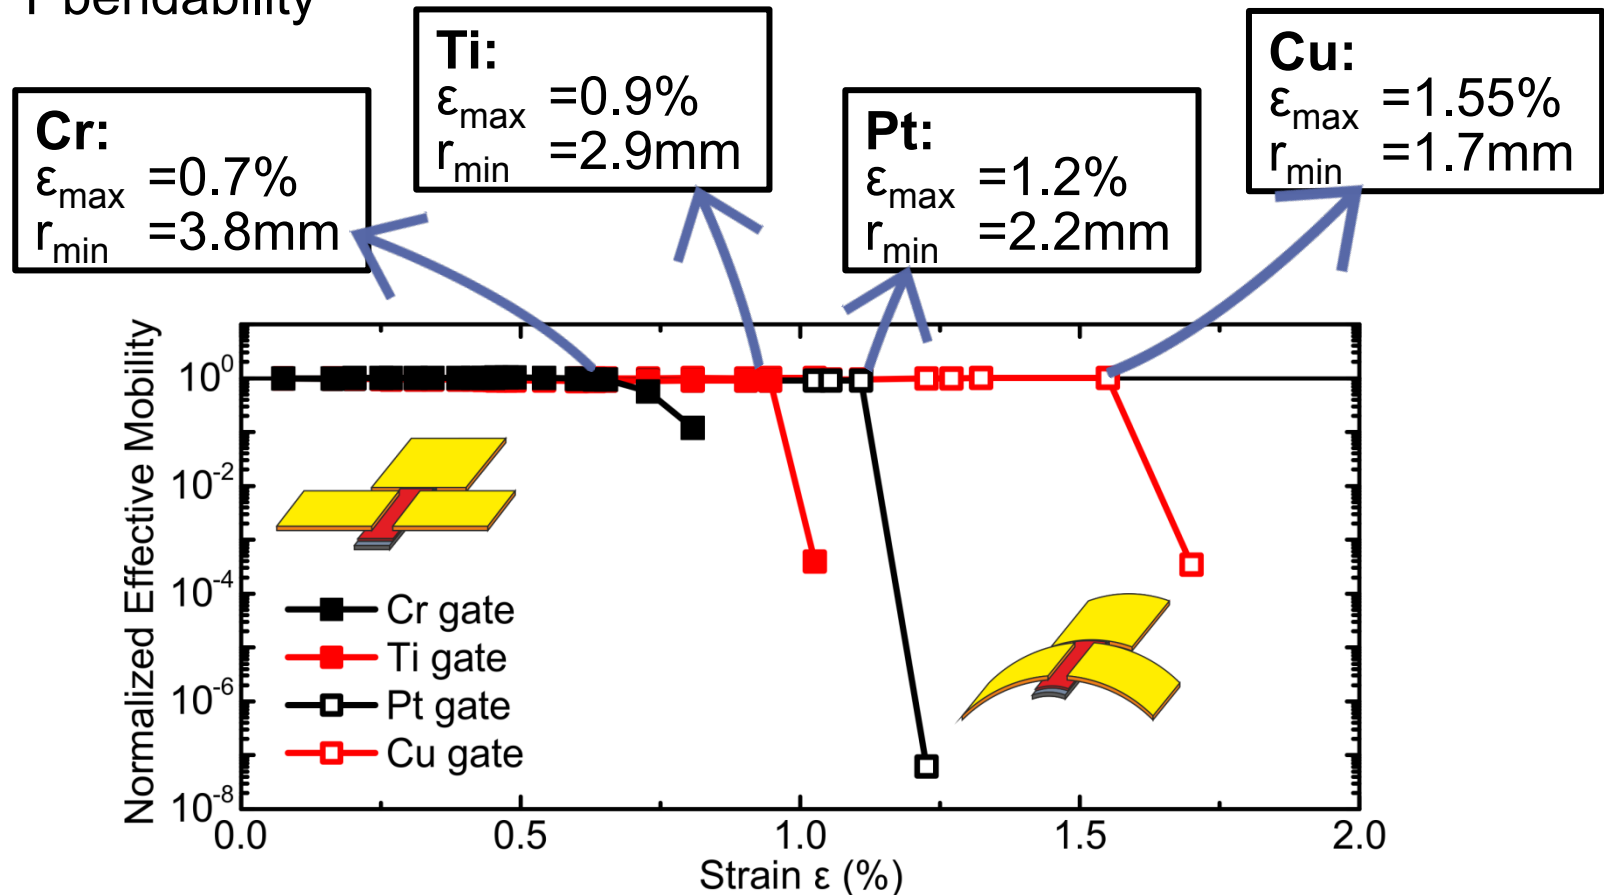 bendability
Ti:
εmax =0.9%
rmin =2.9mm
Cu:
εmax =1.55%
rmin =1.7mm
Cr:
εmax =0.7%
rmin =3.8mm
Pt:
εmax =1.2%
rmin =2.2mm
Normalized Effective Mobility
10^0
10^-2
10^-4
10^-6
10^-8
Cr gate
Ti gate
Pt gate
Cu gate
0.0 0.5 1.0 1.5 2.0
Strain ε (%)